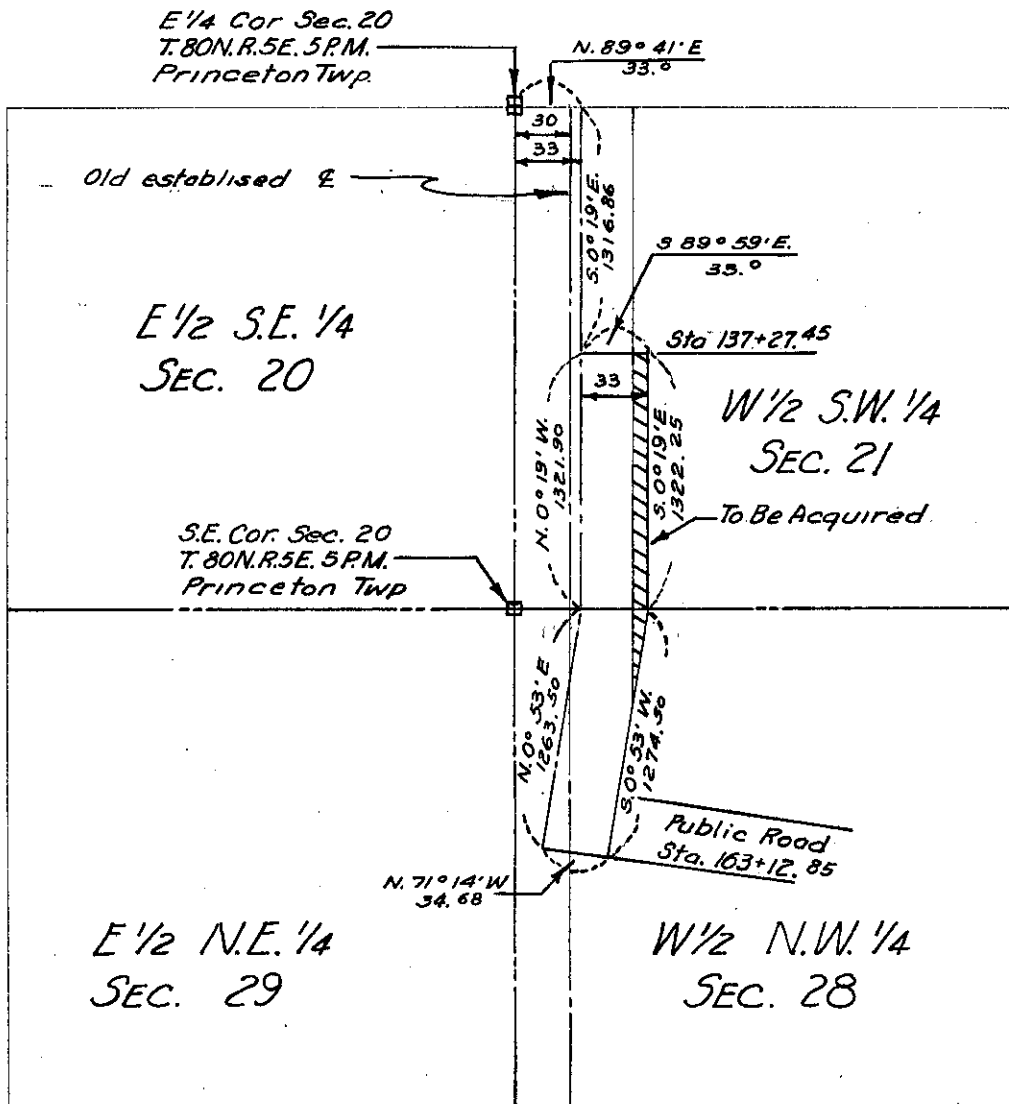 E 1/4 Cor Sec. 20
T. 80N. R. 5E. 5 P.M.
Princeton Twp.
N. 89° 41' E
33.0
30
33
Old establised ℄
S. 0° 19' E.
1316.86
S 89° 59' E.
33.0
Sta 137+27.45
E 1/2 S.E. 1/4
SEC. 20
33
W 1/2 S.W. 1/4
SEC. 21
N. 0° 19' W.
1321.90
S. 0° 19' E
1322.25
To Be Acquired
S.E. Cor. Sec. 20
T. 80N. R. 5E. 5 P.M.
Princeton Twp
N. 0° 53' E
1263.50
S. 0° 53' W.
1274.50
Public Road
Sta. 163+12.85
N. 71° 14' W
34.68
E 1/2 N.E. 1/4
SEC. 29
W 1/2 N.W. 1/4
SEC. 28